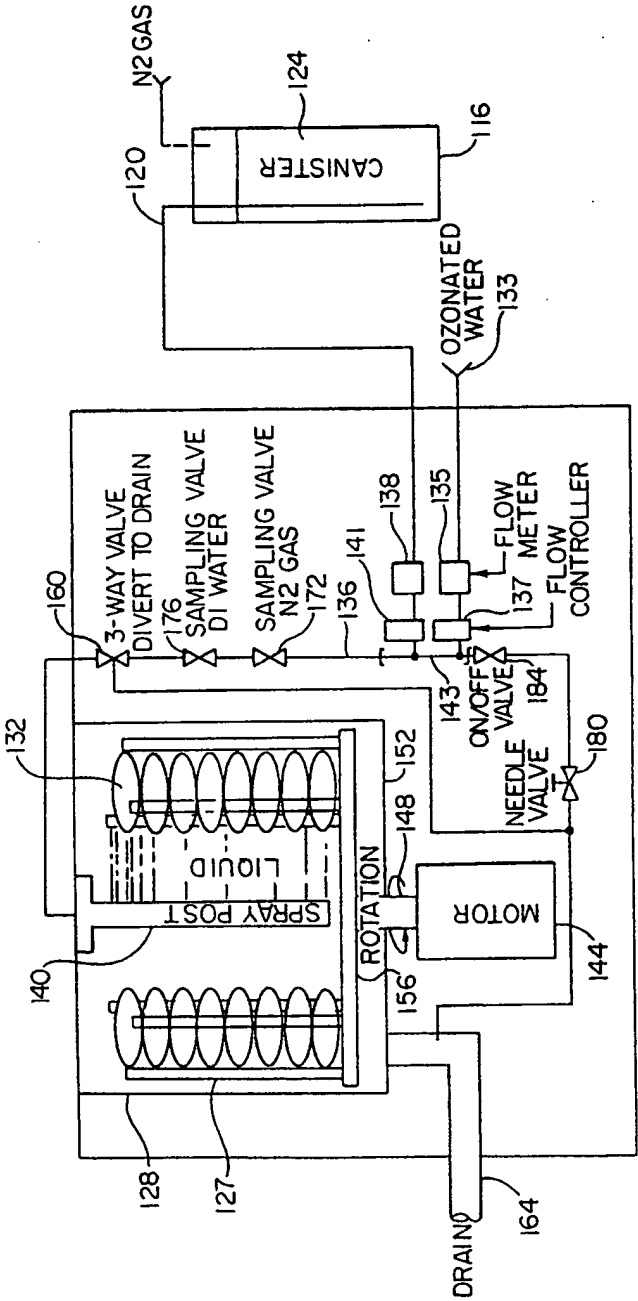 N2 GAS
120
124
CANISTER
116
OZONATED
WATER
133
160
3-WAY VALVE
DIVERT TO DRAIN
176
SAMPLING VALVE
DI WATER
SAMPLING VALVE
N2 GAS
172
136
141
138
135
FLOW
METER
137
FLOW
CONTROLLER
143
ON/OFF
VALVE
184
NEEDLE
VALVE
180
132
152
LIQUID
SPRAY POST
140
ROTATION
148
156
MOTOR
144
128
127
DRAIN
164